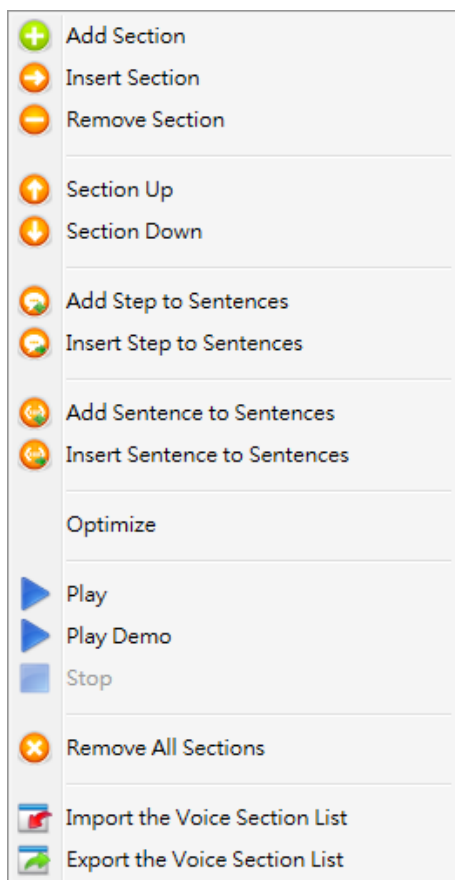 Add Section
Insert Section
Remove Section
Section Up
Section Down
Add Step to Sentences
Insert Step to Sentences
Add Sentence to Sentences
Insert Sentence to Sentences
Optimize
Play
Play Demo
Stop
Remove All Sections
Import the Voice Section List
Export the Voice Section List